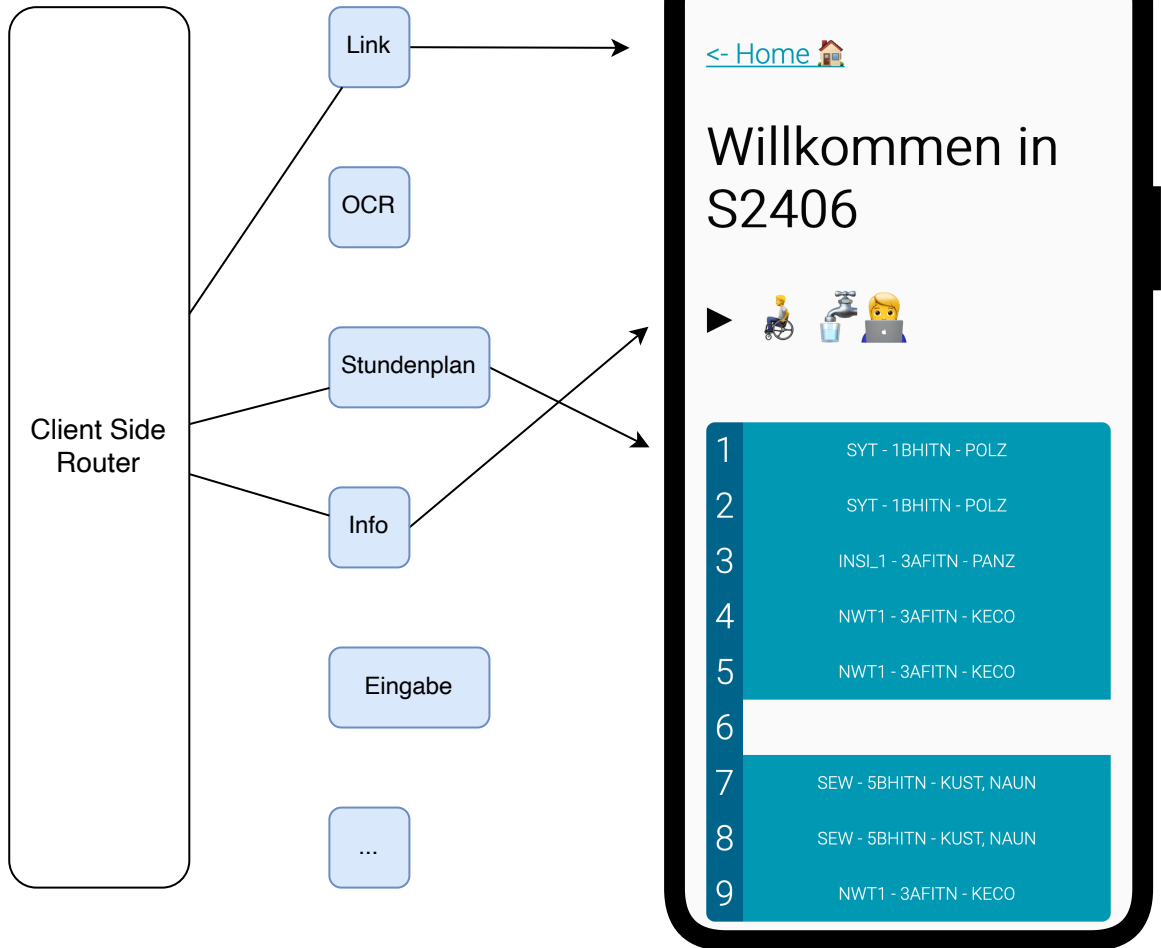 Client Side
Router
Link
OCR
Stundenplan
Info
Eingabe
...
<- Home 🏠
Willkommen in
S2406
1 SYT - 1BHITN - POLZ
2 SYT - 1BHITN - POLZ
3 INSI_1 - 3AFITN - PANZ
4 NWT1 - 3AFITN - KECO
5 NWT1 - 3AFITN - KECO
6
7 SEW - 5BHITN - KUST, NAUN
8 SEW - 5BHITN - KUST, NAUN
9 NWT1 - 3AFITN - KECO